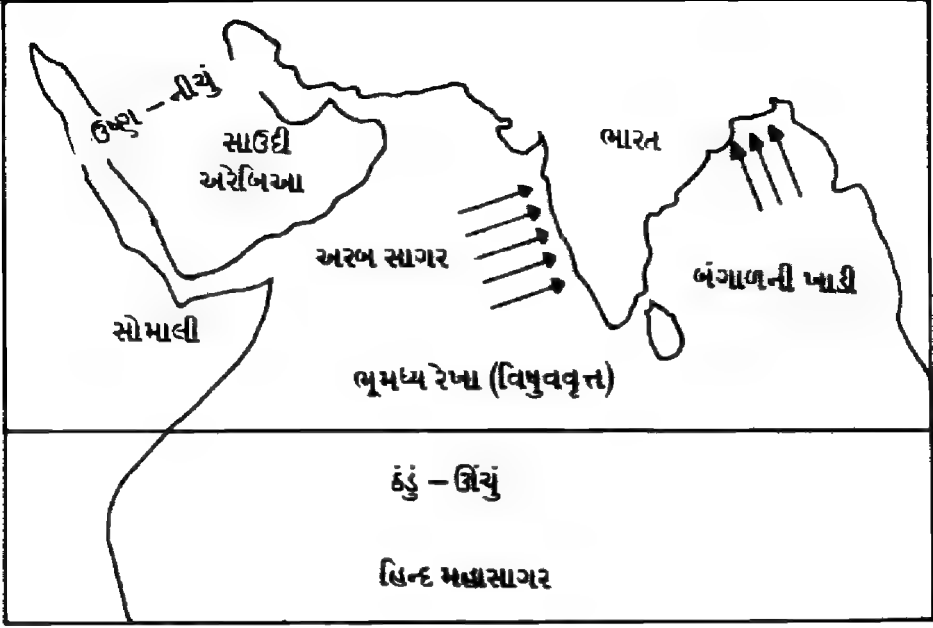 ઉષ્ણ – નીચું
સાઉદી
અરેબિઆ
ભારત
અરબ સાગર
બંગાળની ખાડી
સોમાલી
ભૂમધ્ય રેખા (વિષુવવૃત્ત)
ઠંડું – ઊંચું
હિન્દ મહાસાગર